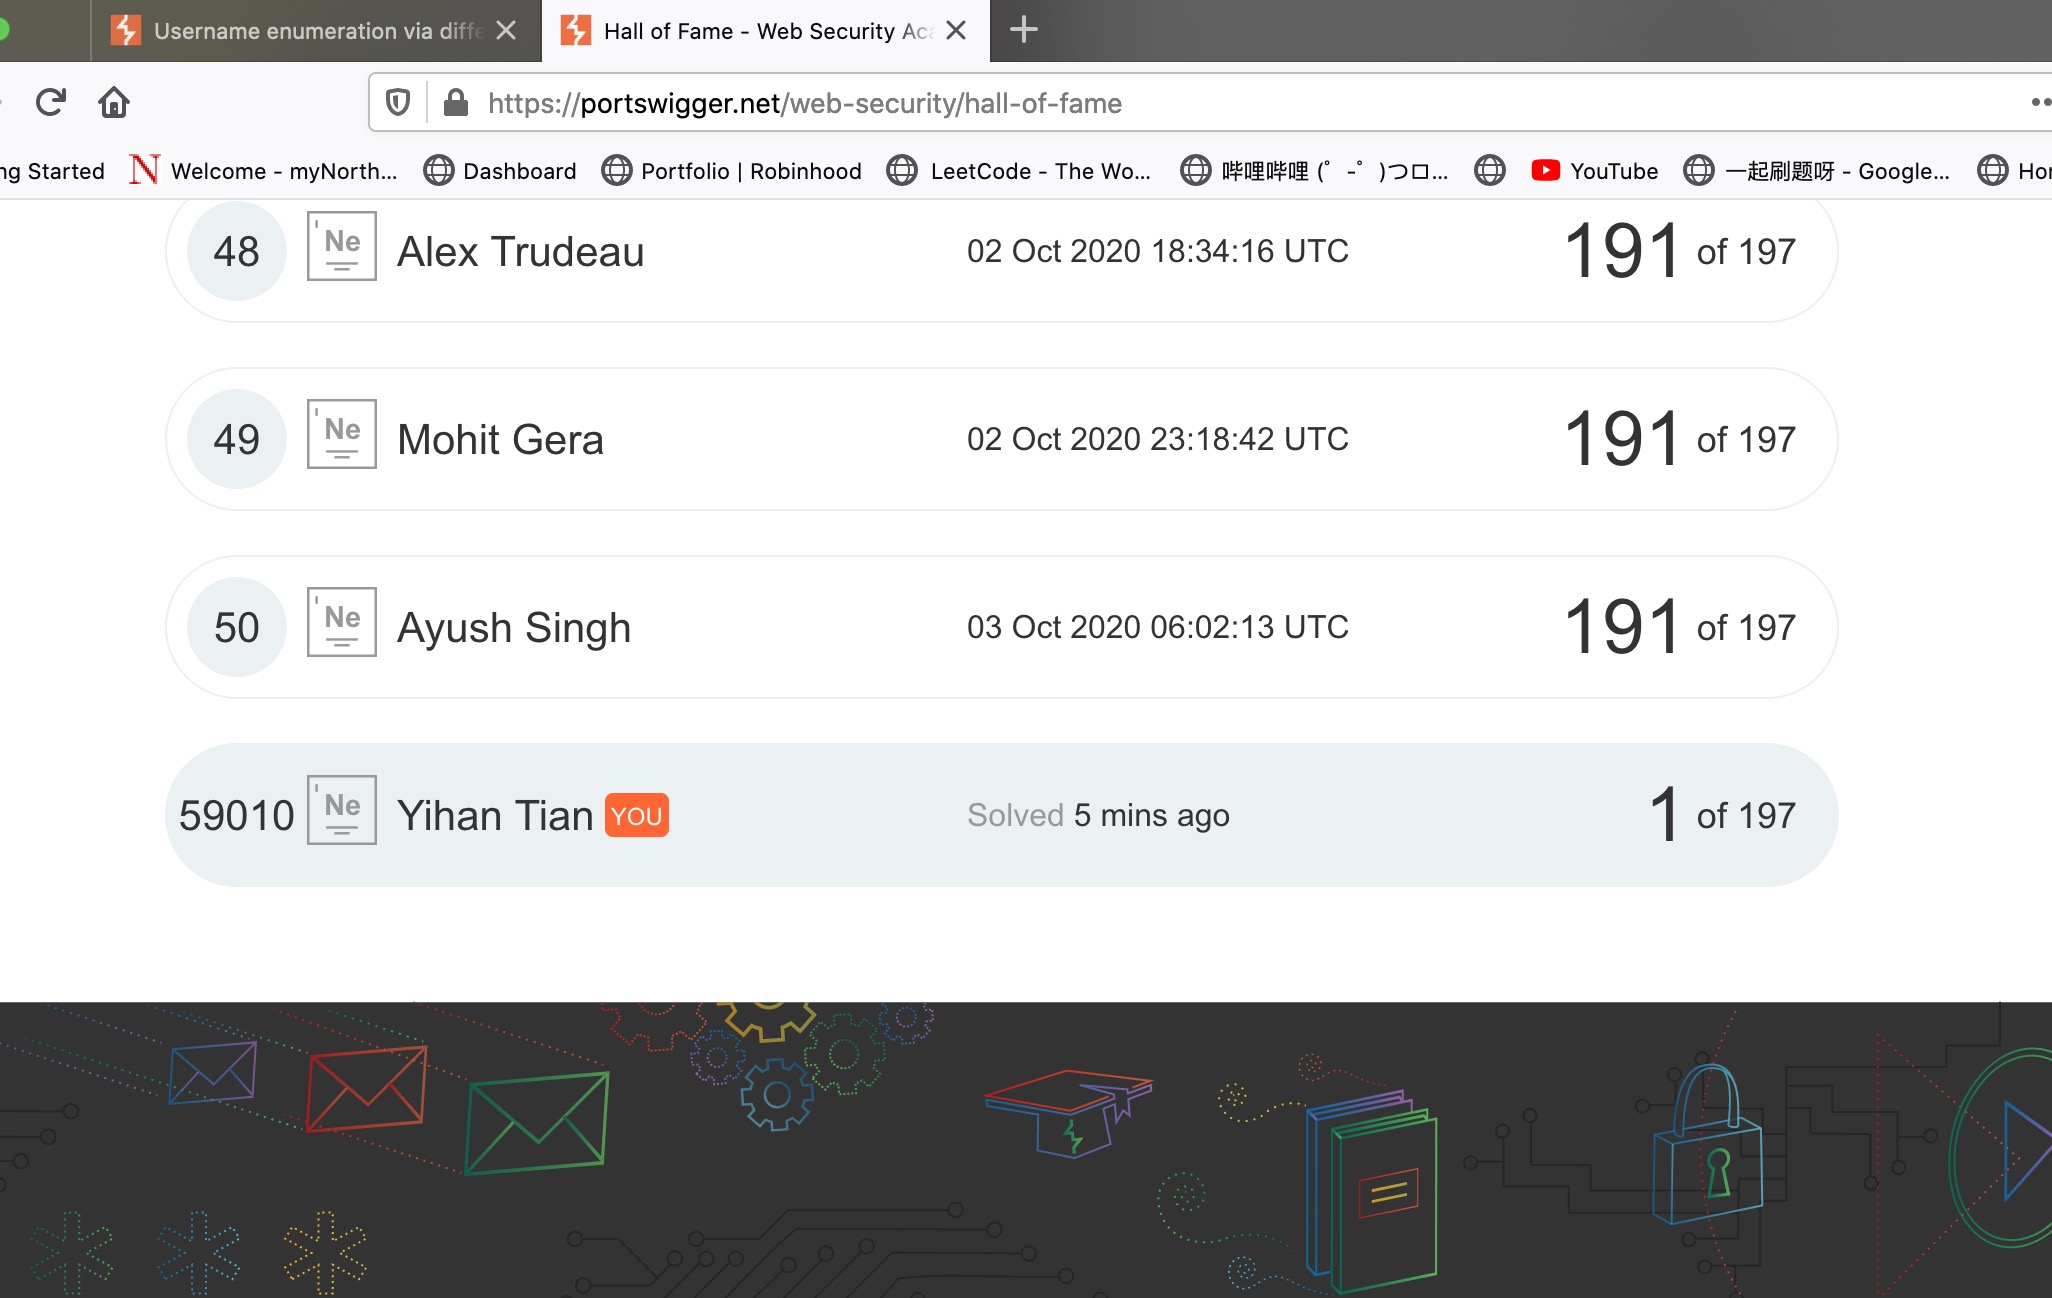 Username enumeration via diffe
Hall of Fame - Web Security Aca
https://portswigger.net/web-security/hall-of-fame
ng Started
N Welcome - myNorth...
Dashboard
Portfolio | Robinhood
LeetCode - The Wo...
哔哩哔哩 (゜-゜)つロ...
YouTube
一起刷题呀 - Google...
Hor
48 Ne Alex Trudeau 02 Oct 2020 18:34:16 UTC 191 of 197
49 Ne Mohit Gera 02 Oct 2020 23:18:42 UTC 191 of 197
50 Ne Ayush Singh 03 Oct 2020 06:02:13 UTC 191 of 197
59010 Ne Yihan Tian YOU Solved 5 mins ago 1 of 197